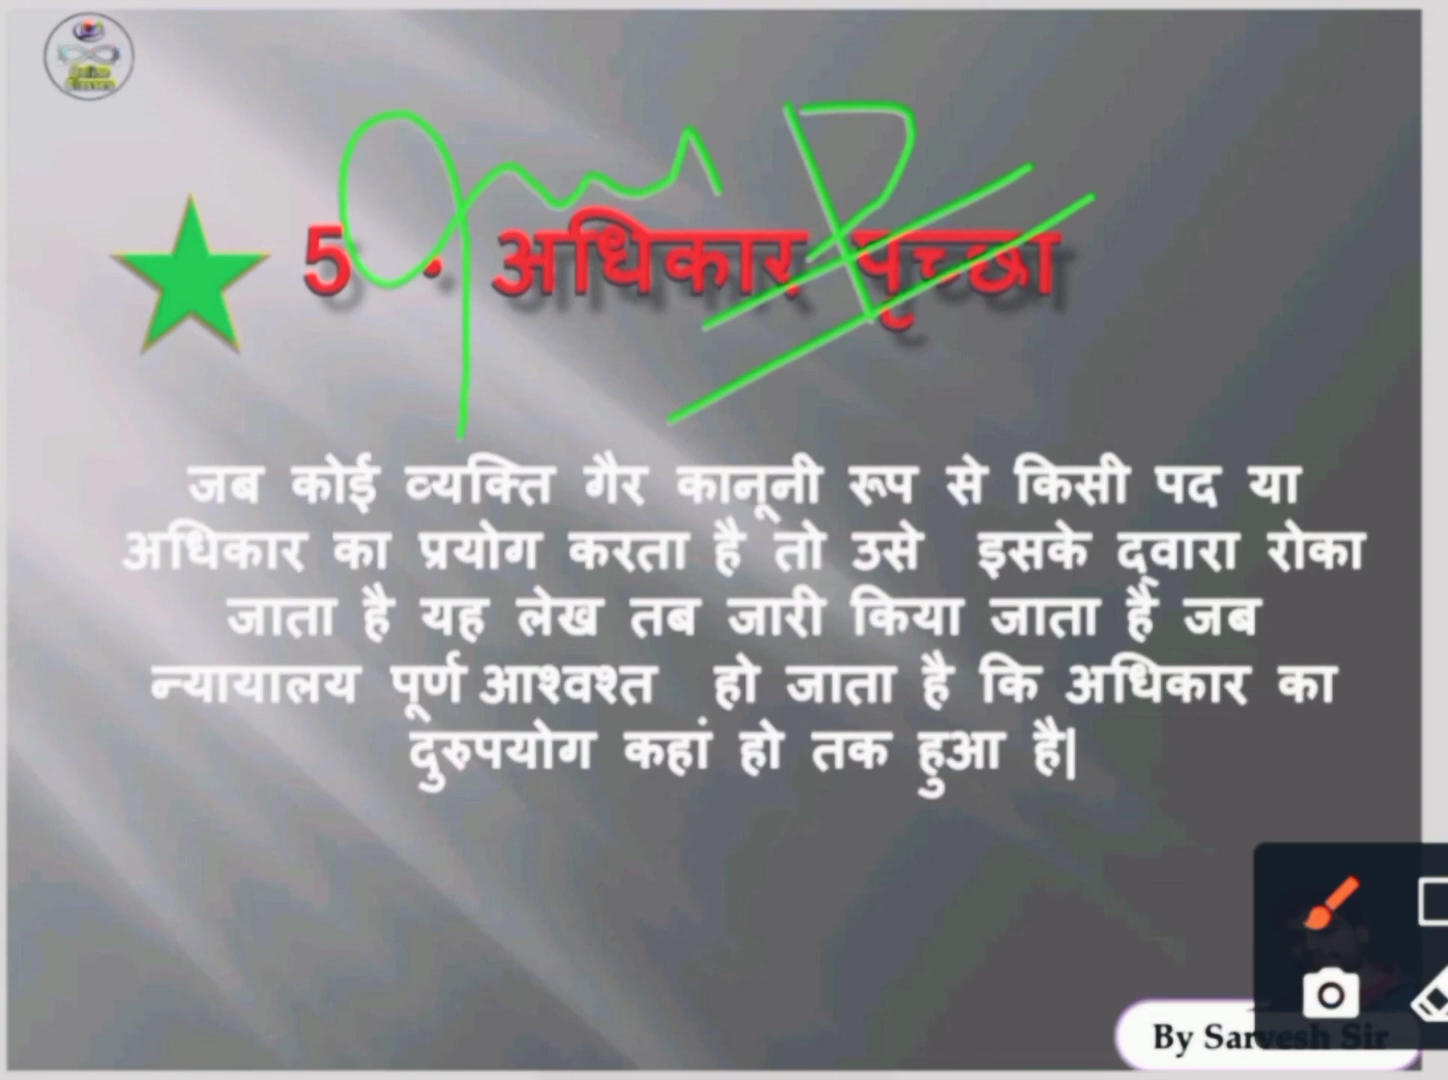 5 · अधिकार पृच्छा
जब कोई व्यक्ति गैर कानूनी रूप से किसी पद या
अधिकार का प्रयोग करता है तो उसे इसके द्वारा रोका
जाता है यह लेख तब जारी किया जाता है जब
न्यायालय पूर्ण आश्वश्त हो जाता है कि अधिकार का
दुरुपयोग कहां हो तक हुआ है|
By Sarvesh Sir